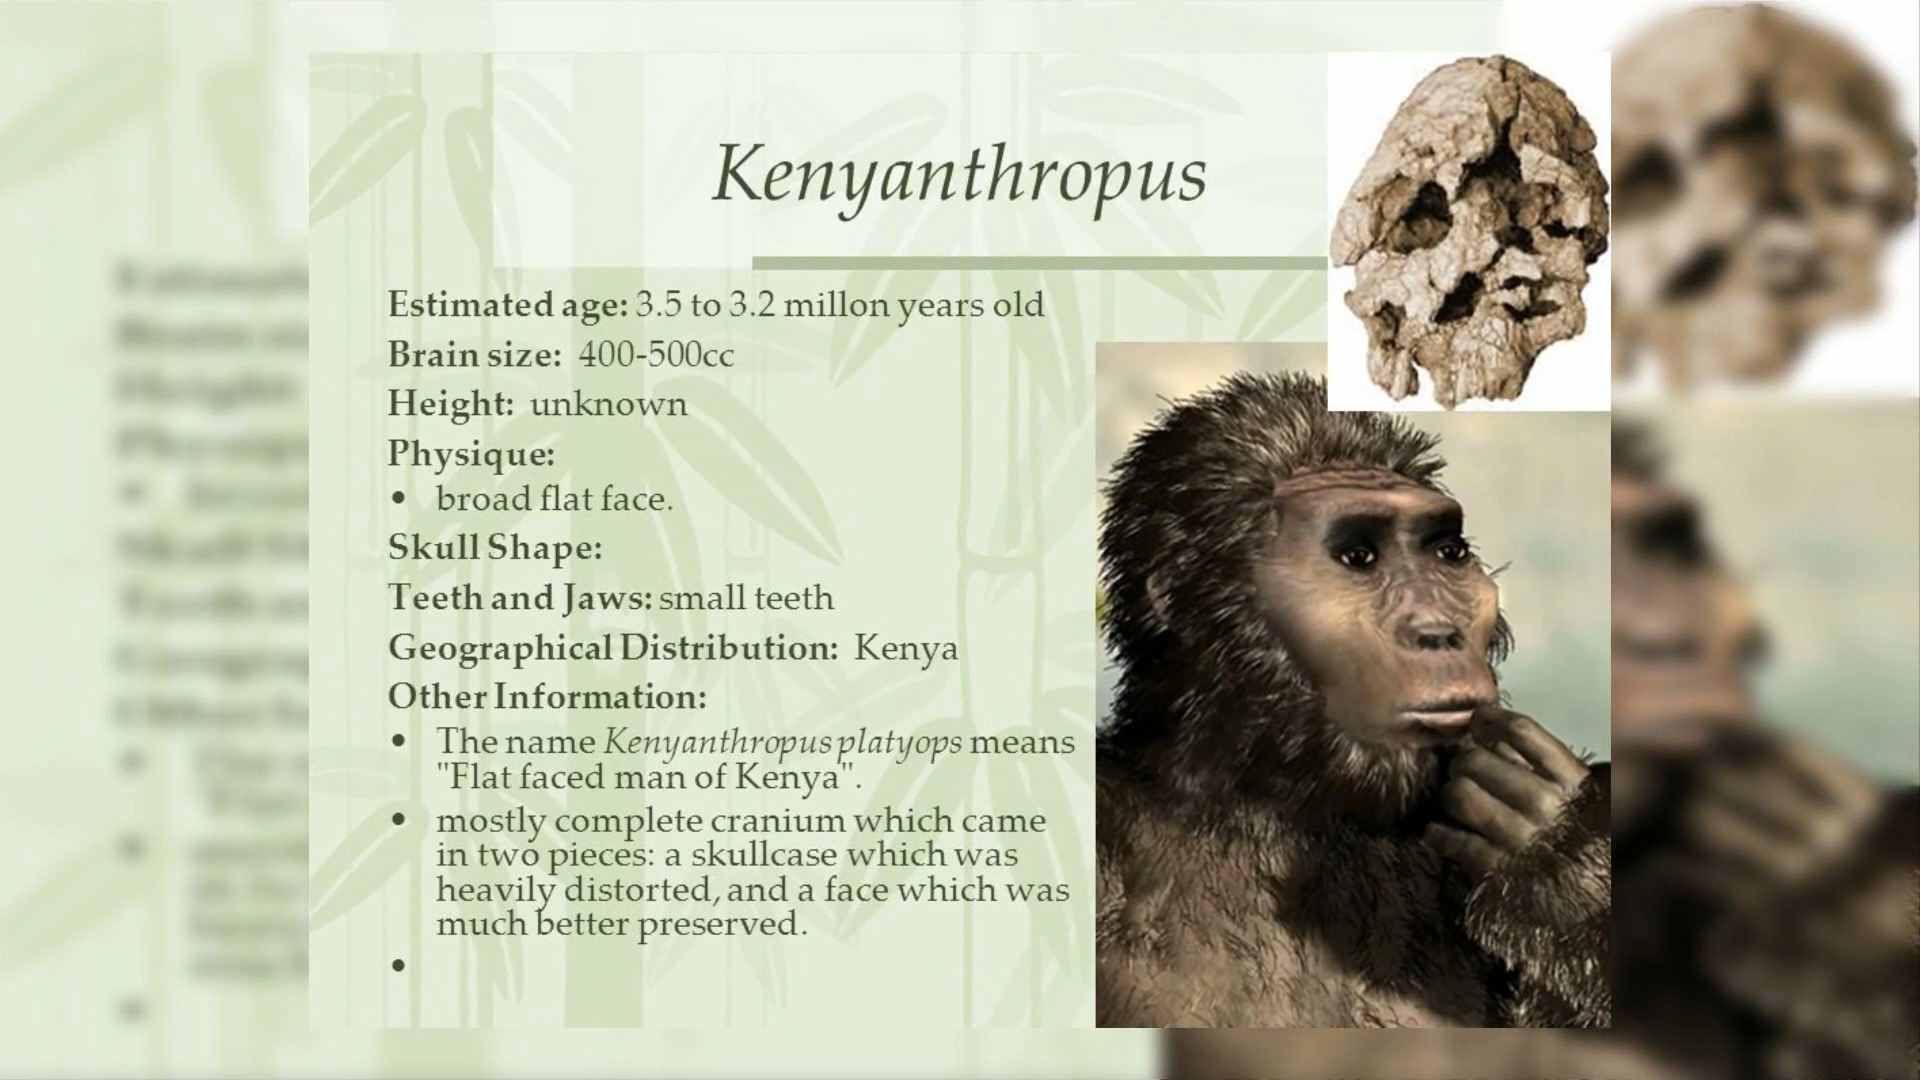 Kenyanthropus
Estimated age: 3.5 to 3.2 millon years old
Brain size: 400-500cc
Height: unknown
Physique:
• broad flat face.
Skull Shape:
Teeth and Jaws: small teeth
Geographical Distribution: Kenya
Other Information:
• The name Kenyanthropus platyops means
"Flat faced man of Kenya".
• mostly complete cranium which came
in two pieces: a skullcase which was
heavily distorted, and a face which was
much better preserved.
•